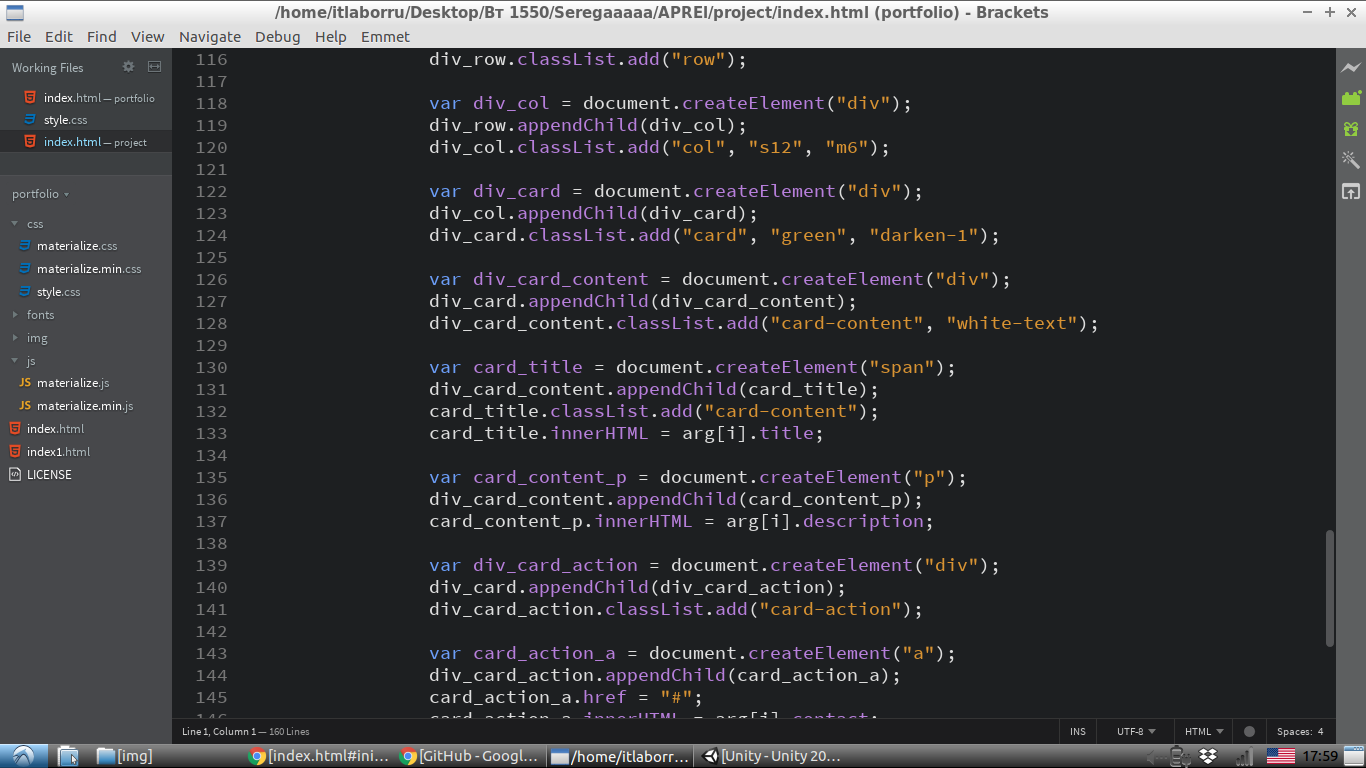 /home/itlaborru/Desktop/Вт 1550/Seregaaaaa/APREl/project/index.html (portfolio) - Brackets
File Edit Find View Navigate Debug Help Emmet
Working Files
index.html — portfolio
style.css
index.html — project
portfolio
css
materialize.css
materialize.min.css
style.css
fonts
img
js
JS materialize.js
JS materialize.min.js
index.html
index1.html
LICENSE
116 div_row.classList.add("row");
117
118 var div_col = document.createElement("div");
119 div_row.appendChild(div_col);
120 div_col.classList.add("col", "s12", "m6");
121
122 var div_card = document.createElement("div");
123 div_col.appendChild(div_card);
124 div_card.classList.add("card", "green", "darken-1");
125
126 var div_card_content = document.createElement("div");
127 div_card.appendChild(div_card_content);
128 div_card_content.classList.add("card-content", "white-text");
129
130 var card_title = document.createElement("span");
131 div_card_content.appendChild(card_title);
132 card_title.classList.add("card-content");
133 card_title.innerHTML = arg[i].title;
134
135 var card_content_p = document.createElement("p");
136 div_card_content.appendChild(card_content_p);
137 card_content_p.innerHTML = arg[i].description;
138
139 var div_card_action = document.createElement("div");
140 div_card.appendChild(div_card_action);
141 div_card_action.classList.add("card-action");
142
143 var card_action_a = document.createElement("a");
144 div_card_action.appendChild(card_action_a);
145 card_action_a.href = "#";
146 card_action_a.innerHTML = arg[i].contact;
Line 1, Column 1 — 160 Lines
INS UTF-8 HTML Spaces: 4
[img] [index.html#ini... [GitHub - Googl... /home/itlaborr... [Unity - Unity 20... 17:59